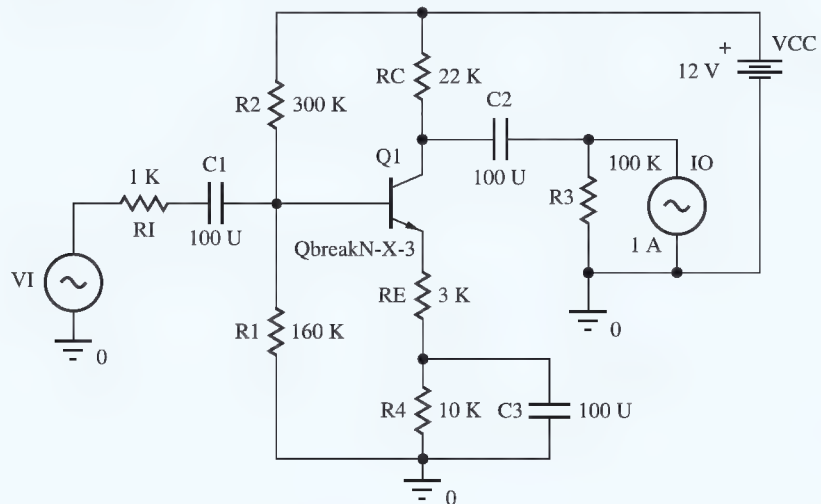 VCC
+
12 V
RC
22 K
R2
300 K
C2
100 U
Q1
C1
1 K
RI
100 U
100 K
IO
R3
1 A
QbreakN-X-3
VI
RE
3 K
0
R1
160 K
0
R4
10 K
C3
100 U
0